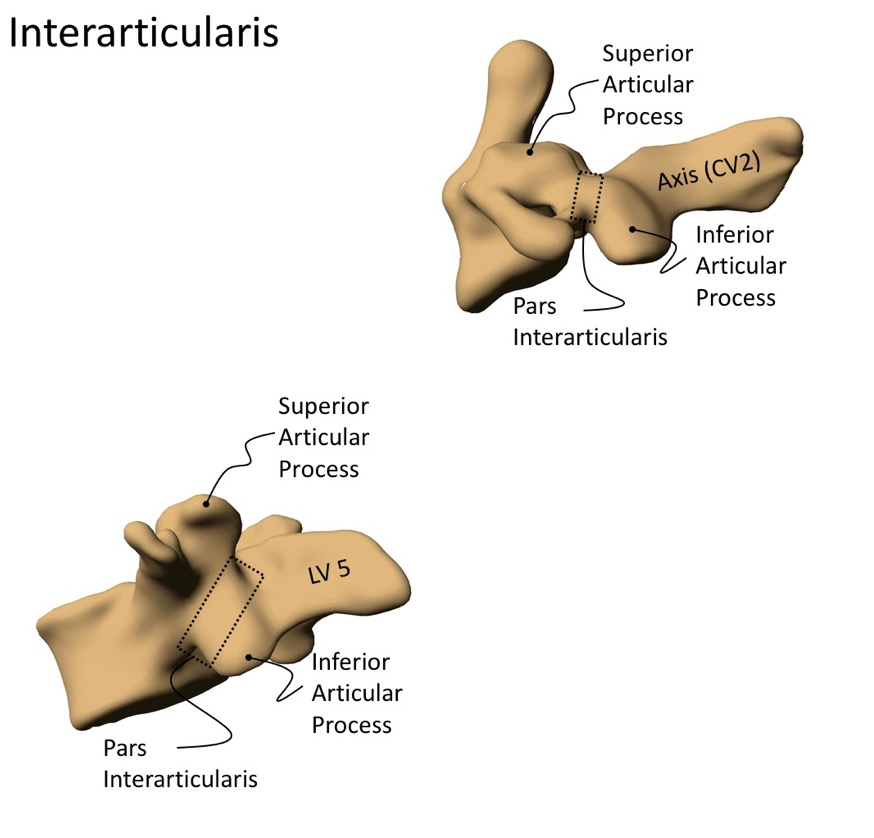 Interarticularis
Superior
Articular
Process
Axis (CV2)
Inferior
Articular
Process
Pars
Interarticularis
Superior
Articular
Process
LV 5
Inferior
Articular
Process
Pars
Interarticularis